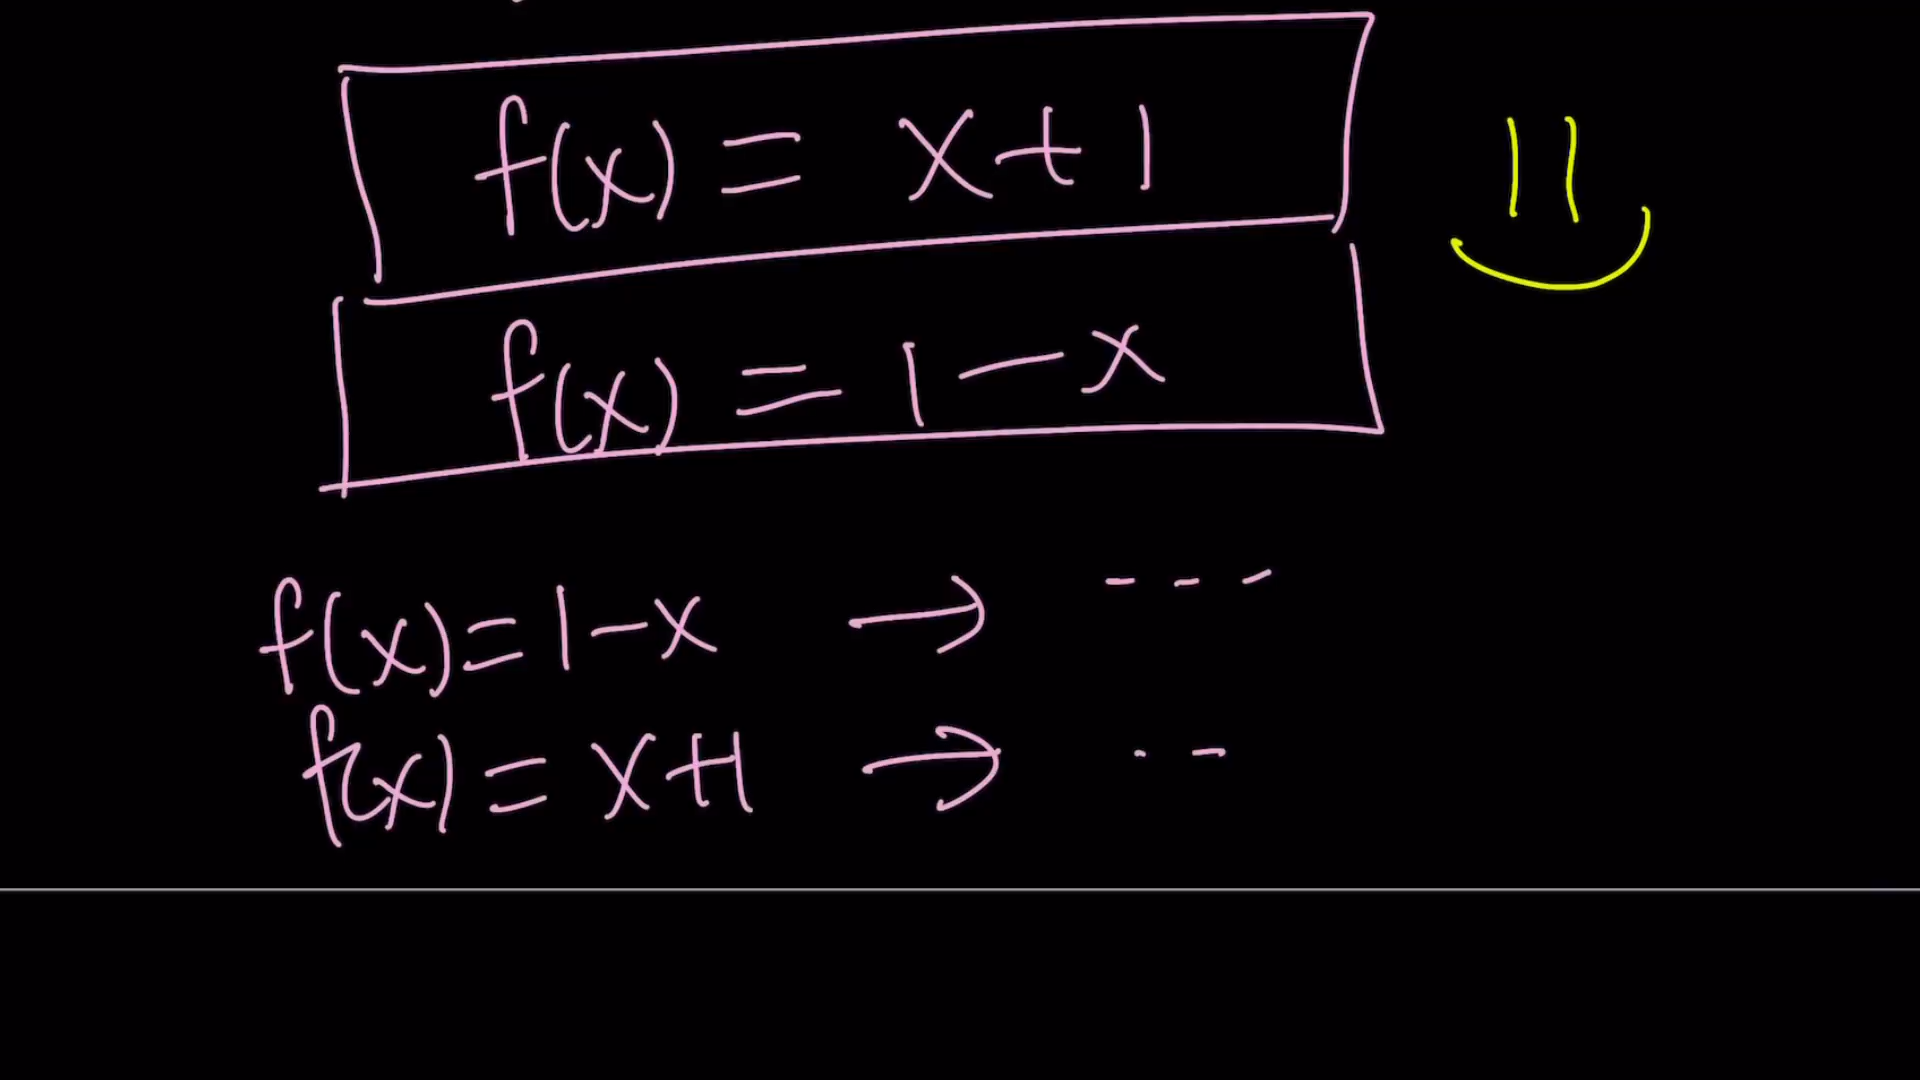 f(x) = x+1
f(x) = 1-x
f(x) = 1-x → ---
f(x) = x+1 → --